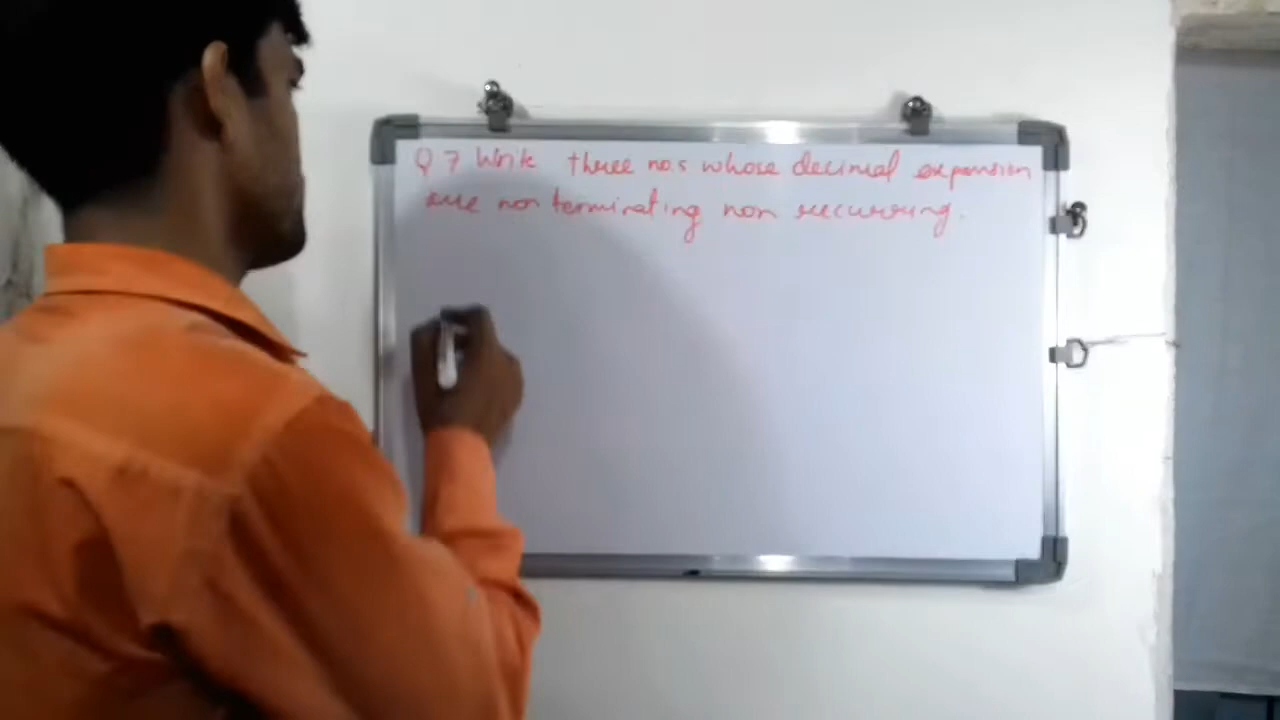 Q 7 Write three nos whose decimal expansion
are non terminating non recurring.